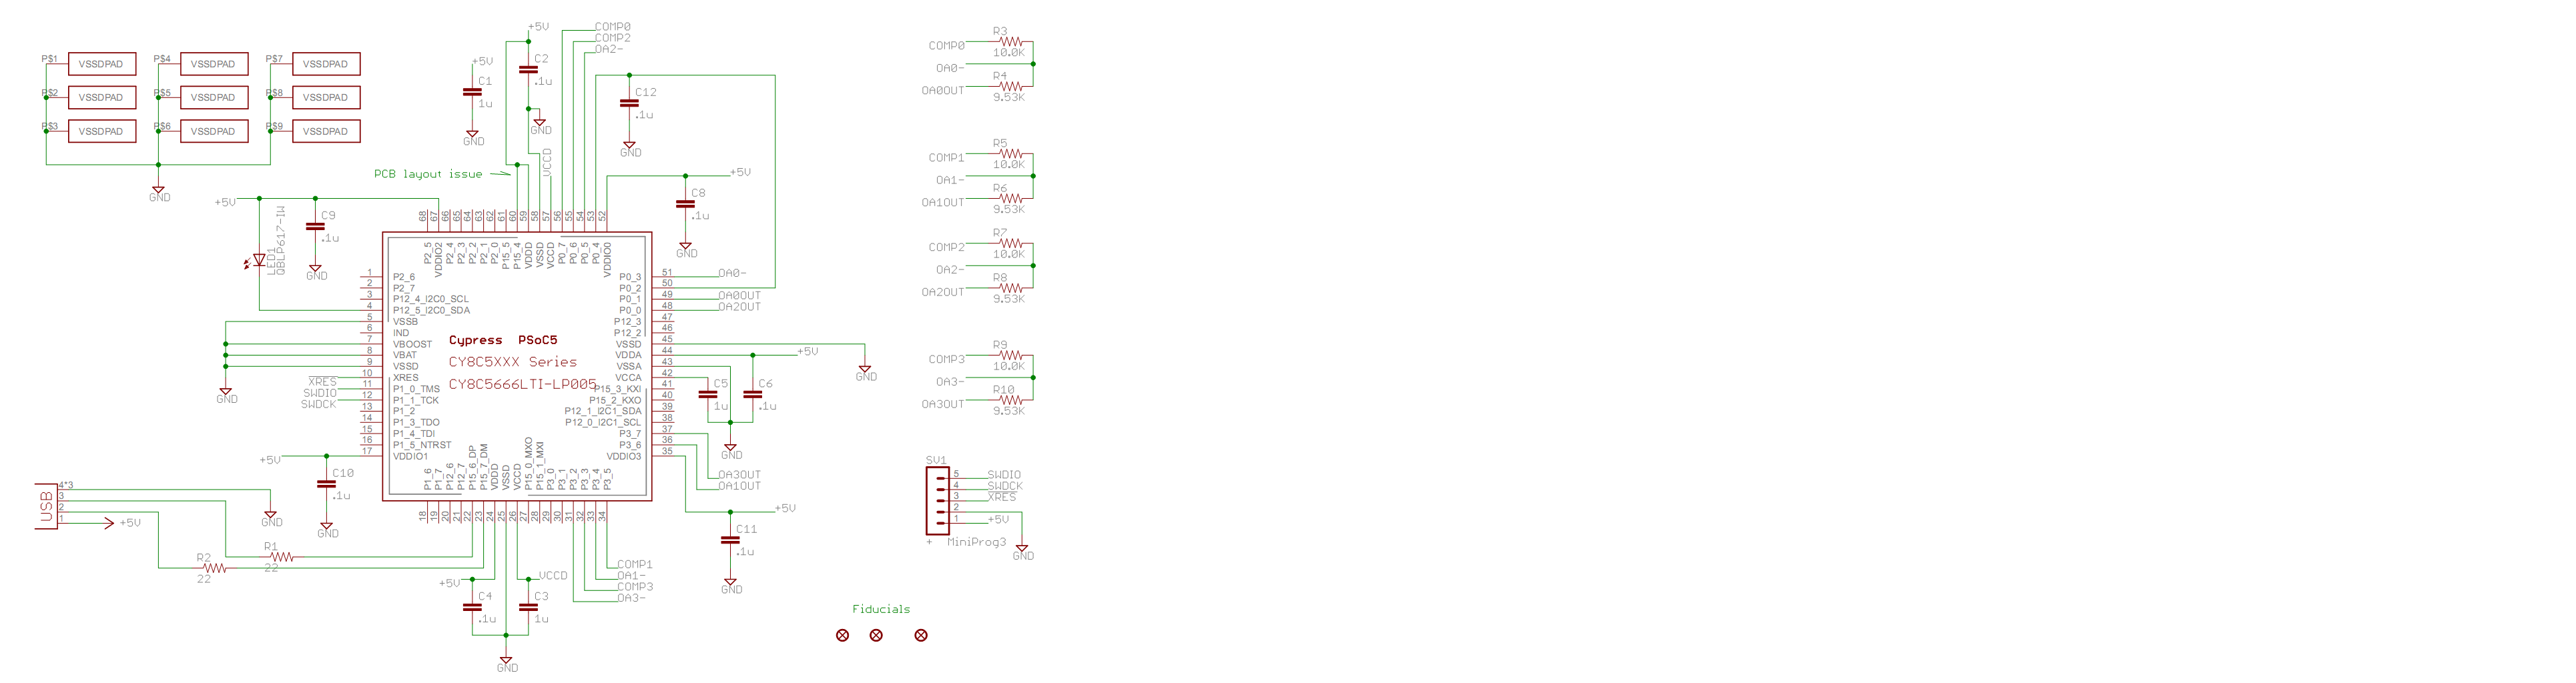 P$1 VSSDPAD P$4 VSSDPAD P$7 VSSDPAD
P$2 VSSDPAD P$5 VSSDPAD P$8 VSSDPAD
P$3 VSSDPAD P$6 VSSDPAD P$9 VSSDPAD
GND
+5V
C1
1u
GND
+5V
C2
.1u
GND
COMP0
COMP2
OA2-
C12
.1u
GND
VCCD
PCB layout issue
+5V
C8
.1u
GND
+5V
LED1
QBLP617-IW
C9
.1u
GND
68 67 66 65 64 63 62 61 60 59 58 57 56 55 54 53 52
P2_5 VDDIO2 P2_4 P2_3 P2_2 P2_1 P2_0 P15_5 P15_4 VDDD VSSD VCCD P0_7 P0_6 P0_5 P0_4 VDDIO0
1 P2_6
2 P2_7
3 P12_4_I2C0_SCL
4 P12_5_I2C0_SDA
5 VSSB
6 IND
7 VBOOST
8 VBAT
9 VSSD
10 XRES
11 P1_0_TMS
12 P1_1_TCK
13 P1_2
14 P1_3_TDO
15 P1_4_TDI
16 P1_5_NTRST
17 VDDIO1
GND
XRES
SWDIO
SWDCK
Cypress PSoC5
CY8C5XXX Series
CY8C5666LTI-LP005
P0_3 51 OA0-
P0_2 50
P0_1 49 OA0OUT
P0_0 48 OA2OUT
P12_3 47
P12_2 46
VSSD 45
VDDA 44 +5V
VSSA 43
VCCA 42
P15_3_KXI 41
P15_2_KXO 40
P12_1_I2C1_SDA 39
P12_0_I2C1_SCL 38
P3_7 37
P3_6 36
VDDIO3 35
GND
C5
1u
C6
.1u
GND
OA3OUT
OA1OUT
+5V
C11
.1u
GND
P1_6 P1_7 P12_6 P12_7 P15_6_DP P15_7_DM VDDD VSSD VCCD P15_0_MXO P15_1_MXI P3_0 P3_1 P3_2 P3_3 P3_4 P3_5
18 19 20 21 22 23 24 25 26 27 28 29 30 31 32 33 34
+5V
C10
.1u
GND
USB
4*3
3
2
1
+5V
GND
R1
22
R2
22
+5V
C4
.1u
VCCD
C3
1u
GND
COMP1
OA1-
COMP3
OA3-
Fiducials
COMP0
OA0-
OA0OUT
R3
10.0K
R4
9.53K
COMP1
OA1-
OA1OUT
R5
10.0K
R6
9.53K
COMP2
OA2-
OA2OUT
R7
10.0K
R8
9.53K
COMP3
OA3-
OA3OUT
R9
10.0K
R10
9.53K
SV1
5 SWDIO
4 SWDCK
3 XRES
2
1 +5V
+ MiniProg3
GND